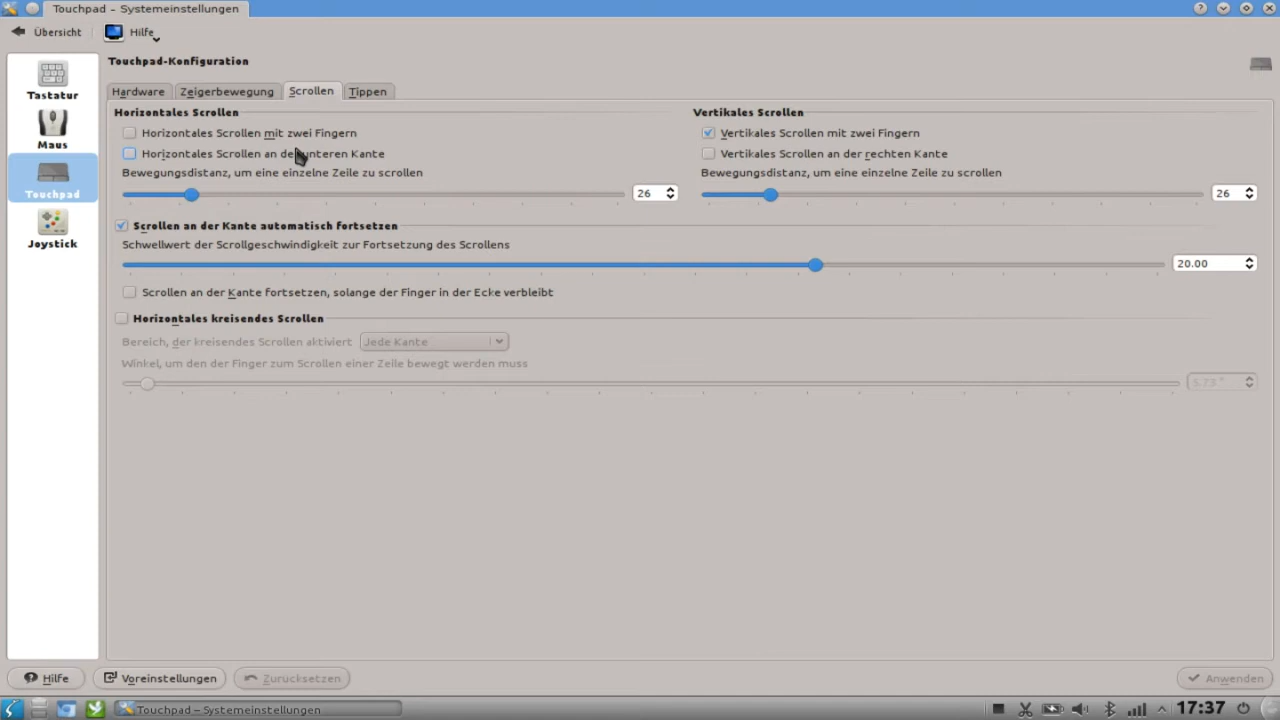 Touchpad – Systemeinstellungen
Übersicht
Hilfe
Tastatur
Maus
Touchpad
Joystick
Touchpad-Konfiguration
Hardware
Zeigerbewegung
Scrollen
Tippen
Horizontales Scrollen
Horizontales Scrollen mit zwei Fingern
Horizontales Scrollen an der unteren Kante
Bewegungsdistanz, um eine einzelne Zeile zu scrollen
26
Vertikales Scrollen
Vertikales Scrollen mit zwei Fingern
Vertikales Scrollen an der rechten Kante
Bewegungsdistanz, um eine einzelne Zeile zu scrollen
26
Scrollen an der Kante automatisch fortsetzen
Schwellwert der Scrollgeschwindigkeit zur Fortsetzung des Scrollens
20.00
Scrollen an der Kante fortsetzen, solange der Finger in der Ecke verbleibt
Horizontales kreisendes Scrollen
Bereich, der kreisendes Scrollen aktiviert
Jede Kante
Winkel, um den der Finger zum Scrollen einer Zeile bewegt werden muss
5.73 °
Hilfe
Voreinstellungen
Zurücksetzen
Anwenden
Touchpad – Systemeinstellungen
17:37